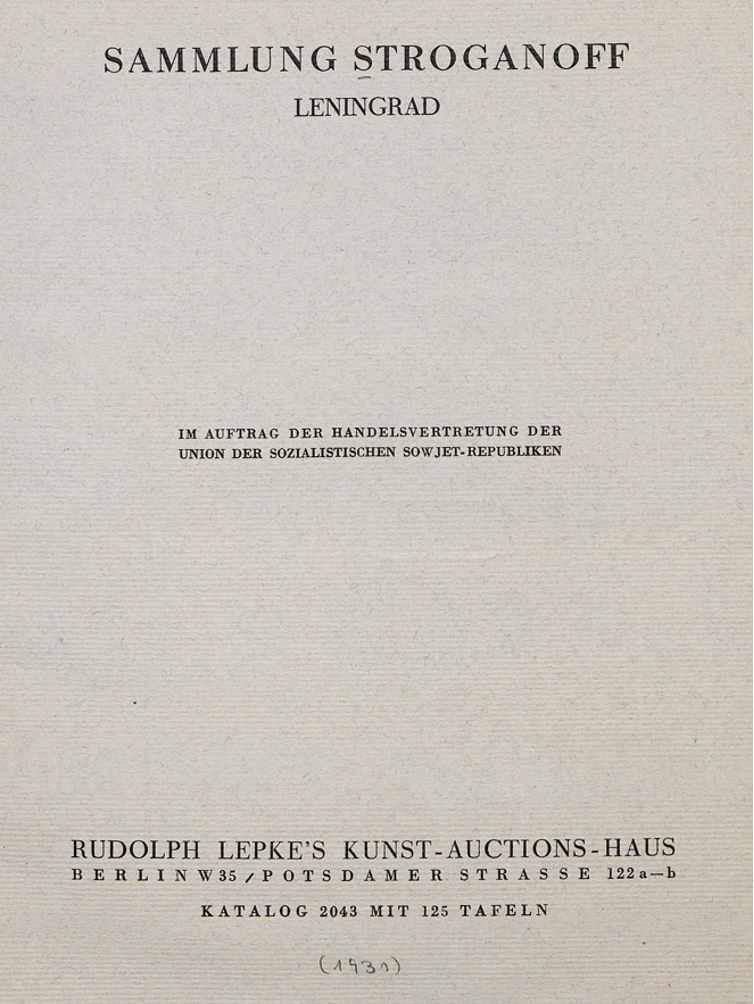 SAMMLUNG STROGANOFF
LENINGRAD
IM AUFTRAG DER HANDELSVERTRETUNG DER
UNION DER SOZIALISTISCHEN SOWJET-REPUBLIKEN
RUDOLPH LEPKE'S KUNST-AUCTIONS-HAUS
BERLIN W35 / POTSDAMER STRASSE 122a—b
KATALOG 2043 MIT 125 TAFELN
(1931)